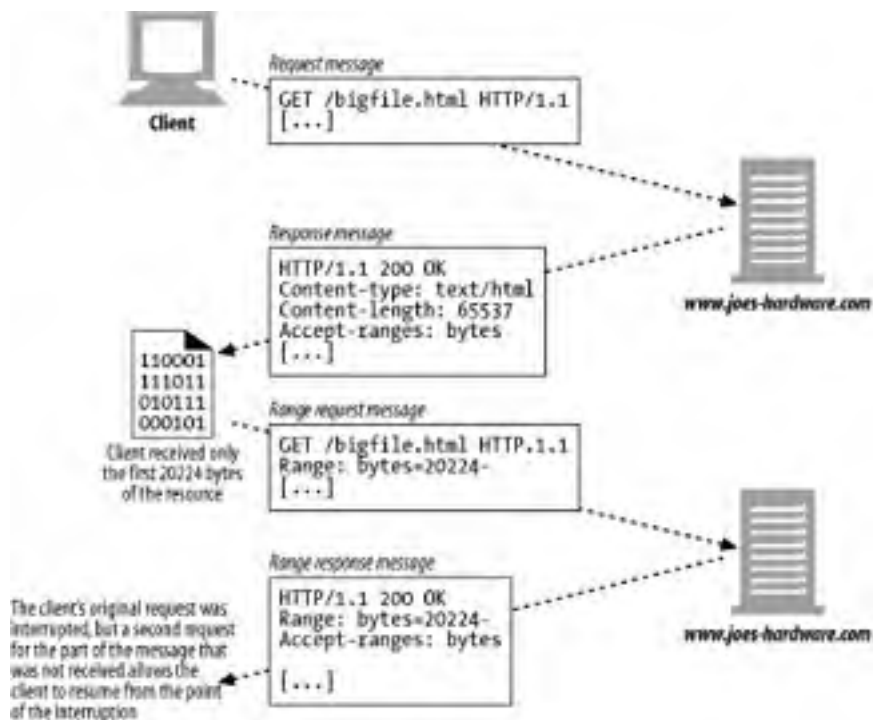 Request message
GET /bigfile.html HTTP/1.1
[...]
Client
Response message
HTTP/1.1 200 OK
Content-type: text/html
Content-length: 65537
Accept-ranges: bytes
[...]
www.joes-hardware.com
110001
111011
010111
000101
Client received only
the first 20224 bytes
of the resource
Range request message
GET /bigfile.html HTTP.1.1
Range: bytes=20224-
[...]
Range response message
HTTP/1.1 200 OK
Range: bytes=20224-
Accept-ranges: bytes
[...]
www.joes-hardware.com
The client's original request was
interrupted, but a second request
for the part of the message that
was not received allows the
client to resume from the point
of the interruption